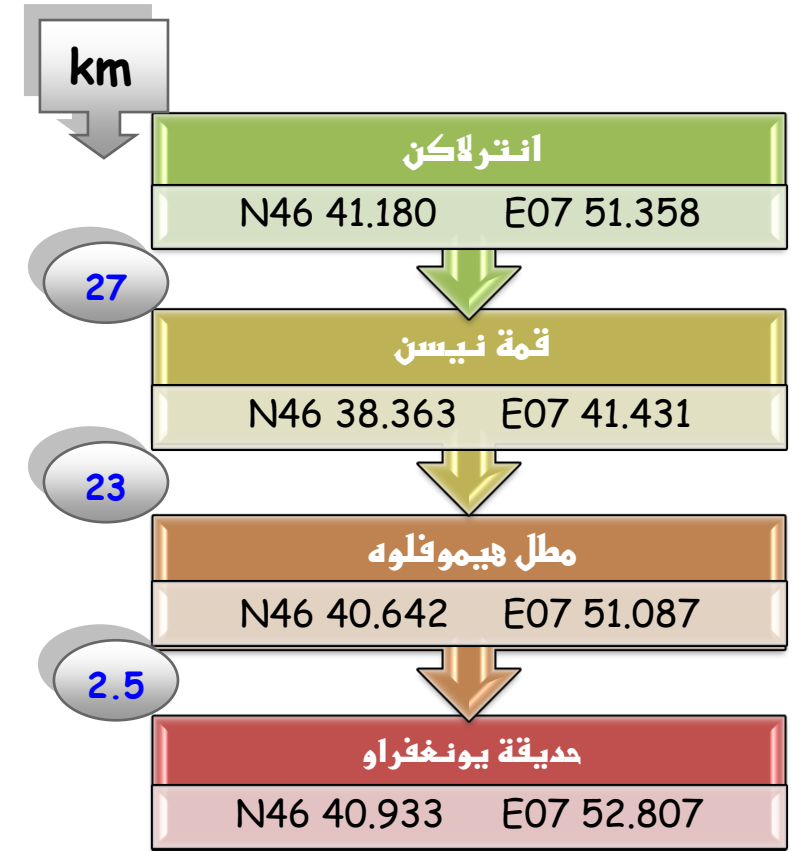 km
انترلاكن
N46 41.180 E07 51.358
27
قمة نيسن
N46 38.363 E07 41.431
23
مطل هيموفلوه
N46 40.642 E07 51.087
2.5
حديقة يونغفراو
N46 40.933 E07 52.807